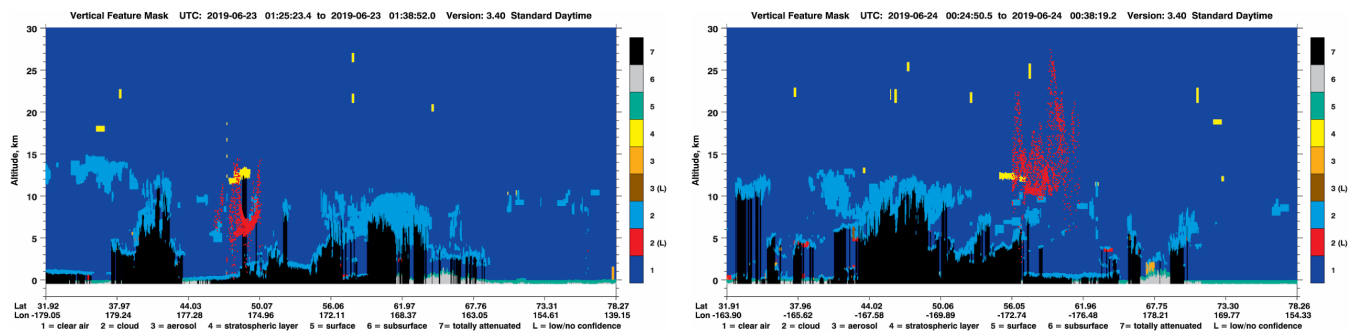 Vertical Feature Mask UTC: 2019-06-23 01:25:23.4 to 2019-06-23 01:38:52.0 Version: 3.40 Standard Daytime
30
25
20
15
10
5
0
Altitude, km
7
6
5
4
3
3 (L)
2
2 (L)
1
Lat 31.92 37.97 44.03 50.07 56.06 61.97 67.76 73.31 78.27
Lon -179.05 179.24 177.28 174.96 172.11 168.37 163.05 154.61 139.15
1 = clear air 2 = cloud 3 = aerosol 4 = stratospheric layer 5 = surface 6 = subsurface 7= totally attenuated L = low/no confidence
Vertical Feature Mask UTC: 2019-06-24 00:24:50.5 to 2019-06-24 00:38:19.2 Version: 3.40 Standard Daytime
30
25
20
15
10
5
0
Altitude, km
7
6
5
4
3
3 (L)
2
2 (L)
1
Lat 31.91 37.96 44.02 50.06 56.05 61.96 67.75 73.30 78.26
Lon -163.90 -165.62 -167.58 -169.89 -172.74 -176.48 178.21 169.77 154.33
1 = clear air 2 = cloud 3 = aerosol 4 = stratospheric layer 5 = surface 6 = subsurface 7= totally attenuated L = low/no confidence